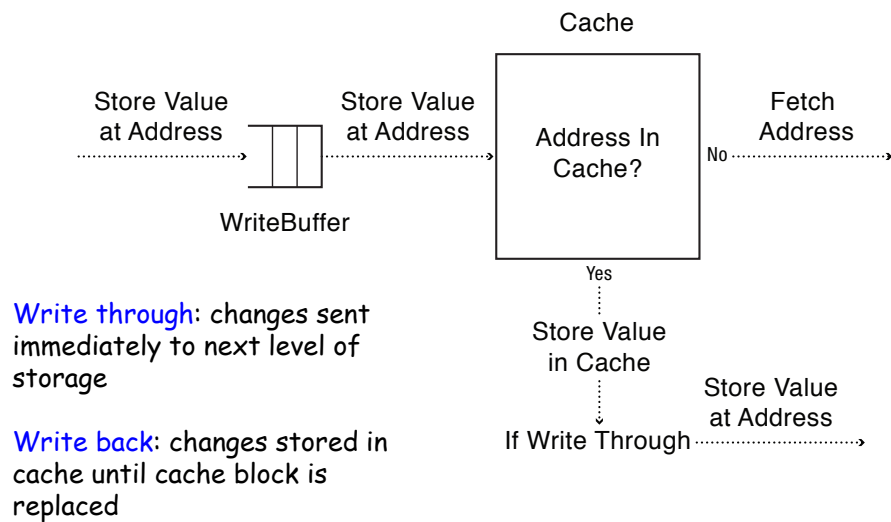 Cache
Store Value
at Address
WriteBuffer
Store Value
at Address
Address In
Cache?
No
Fetch
Address
Yes
Store Value
in Cache
If Write Through
Store Value
at Address
Write through: changes sent
immediately to next level of
storage
Write back: changes stored in
cache until cache block is
replaced